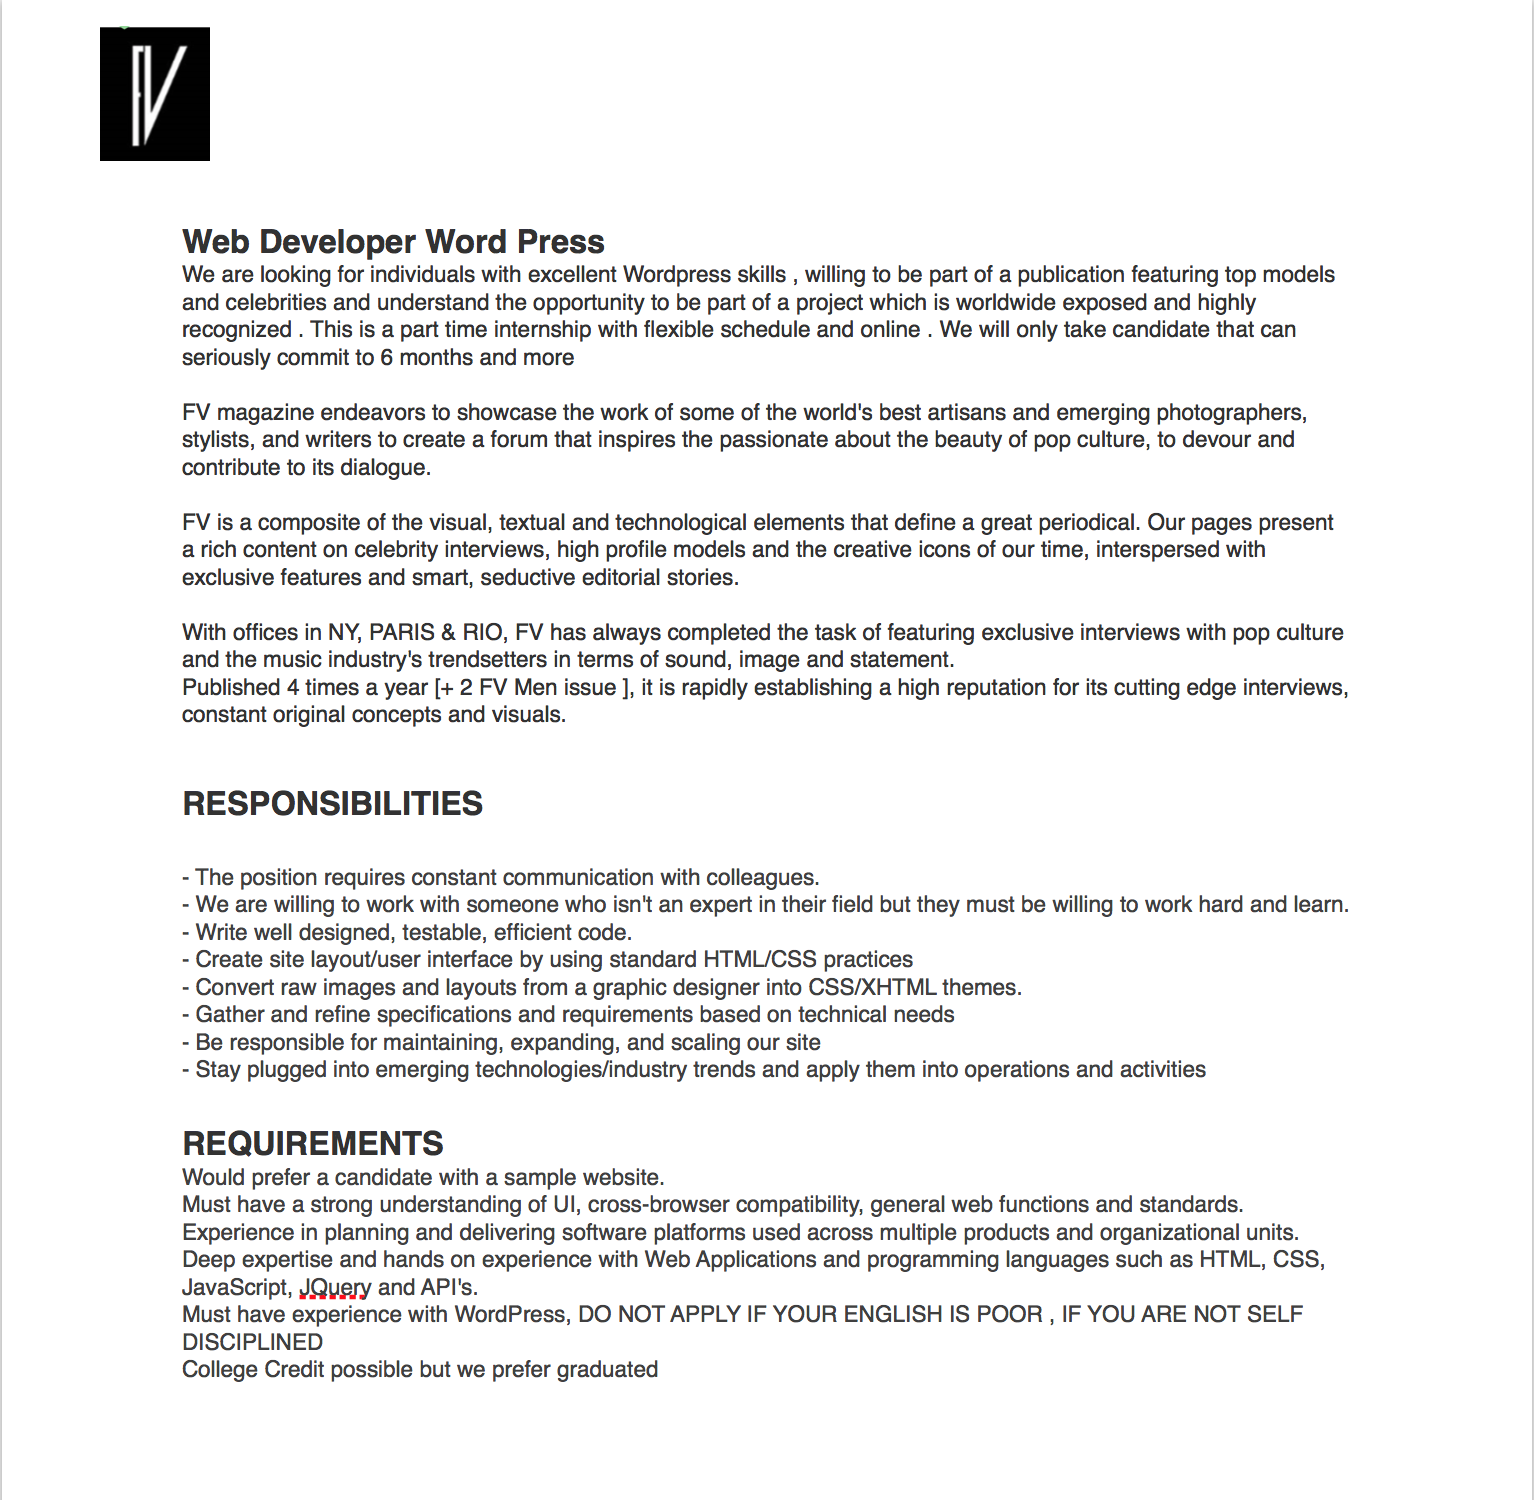 FV
Web Developer Word Press
We are looking for individuals with excellent Wordpress skills , willing to be part of a publication featuring top models
and celebrities and understand the opportunity to be part of a project which is worldwide exposed and highly
recognized . This is a part time internship with flexible schedule and online . We will only take candidate that can
seriously commit to 6 months and more
FV magazine endeavors to showcase the work of some of the world's best artisans and emerging photographers,
stylists, and writers to create a forum that inspires the passionate about the beauty of pop culture, to devour and
contribute to its dialogue.
FV is a composite of the visual, textual and technological elements that define a great periodical. Our pages present
a rich content on celebrity interviews, high profile models and the creative icons of our time, interspersed with
exclusive features and smart, seductive editorial stories.
With offices in NY, PARIS & RIO, FV has always completed the task of featuring exclusive interviews with pop culture
and the music industry's trendsetters in terms of sound, image and statement.
Published 4 times a year [+ 2 FV Men issue ], it is rapidly establishing a high reputation for its cutting edge interviews,
constant original concepts and visuals.
RESPONSIBILITIES
- The position requires constant communication with colleagues.
- We are willing to work with someone who isn't an expert in their field but they must be willing to work hard and learn.
- Write well designed, testable, efficient code.
- Create site layout/user interface by using standard HTML/CSS practices
- Convert raw images and layouts from a graphic designer into CSS/XHTML themes.
- Gather and refine specifications and requirements based on technical needs
- Be responsible for maintaining, expanding, and scaling our site
- Stay plugged into emerging technologies/industry trends and apply them into operations and activities
REQUIREMENTS
Would prefer a candidate with a sample website.
Must have a strong understanding of UI, cross-browser compatibility, general web functions and standards.
Experience in planning and delivering software platforms used across multiple products and organizational units.
Deep expertise and hands on experience with Web Applications and programming languages such as HTML, CSS,
JavaScript, JQuery and API's.
Must have experience with WordPress, DO NOT APPLY IF YOUR ENGLISH IS POOR , IF YOU ARE NOT SELF
DISCIPLINED
College Credit possible but we prefer graduated